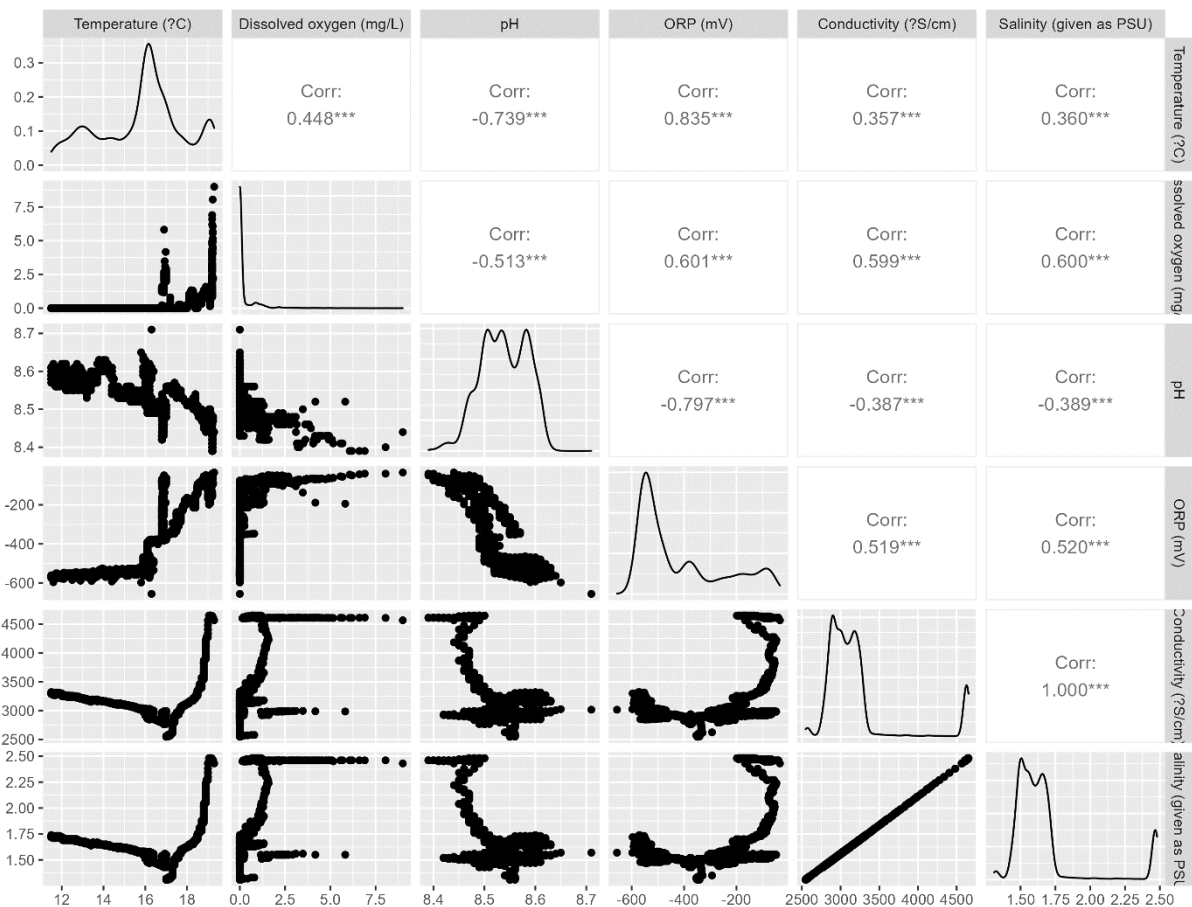 Temperature (?C) Dissolved oxygen (mg/L) pH ORP (mV) Conductivity (?S/cm) Salinity (given as PSU)
0.3
0.2
0.1
0.0
Corr:
0.448***
Corr:
-0.739***
Corr:
0.835***
Corr:
0.357***
Corr:
0.360***
Temperature (?C)
7.5
5.0
2.5
0.0
Corr:
-0.513***
Corr:
0.601***
Corr:
0.599***
Corr:
0.600***
ssolved oxygen (mg/
8.7
8.6
8.5
8.4
Corr:
-0.797***
Corr:
-0.387***
Corr:
-0.389***
pH
-200
-400
-600
Corr:
0.519***
Corr:
0.520***
ORP (mV)
4500
4000
3500
3000
2500
Corr:
1.000***
Conductivity (?S/cm)
2.50
2.25
2.00
1.75
1.50
alinity (given as PSU
12 14 16 18 0.0 2.5 5.0 7.5 8.4 8.5 8.6 8.7 -600 -400 -200 2500 3000 3500 4000 4500 1.50 1.75 2.00 2.25 2.50